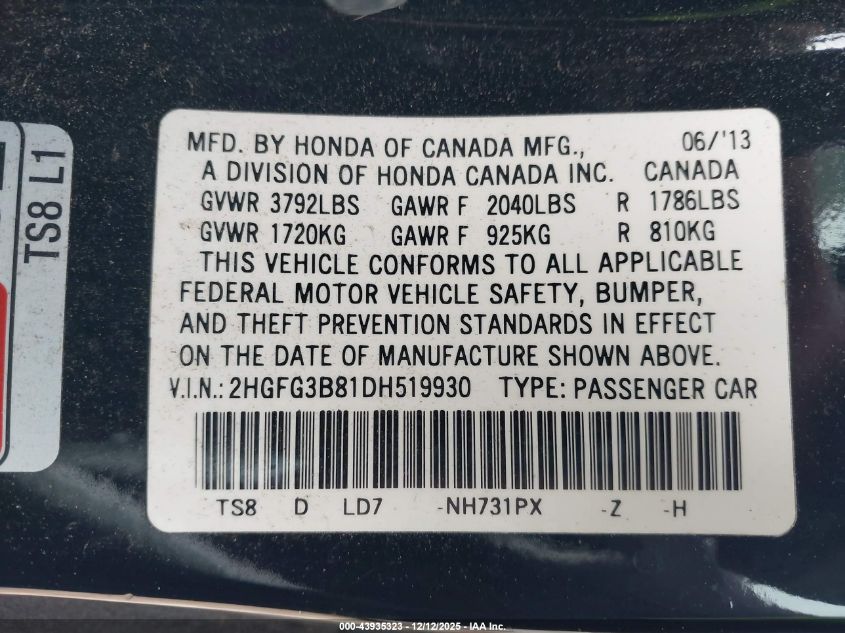 MFD. BY HONDA OF CANADA MFG., 06/'13
A DIVISION OF HONDA CANADA INC. CANADA
GVWR 3792LBS GAWR F 2040LBS R 1786LBS
GVWR 1720KG GAWR F 925KG R 810KG
THIS VEHICLE CONFORMS TO ALL APPLICABLE
FEDERAL MOTOR VEHICLE SAFETY, BUMPER,
AND THEFT PREVENTION STANDARDS IN EFFECT
ON THE DATE OF MANUFACTURE SHOWN ABOVE.
V.I.N.: 2HGFG3B81DH519930 TYPE: PASSENGER CAR
TS8 D LD7 -NH731PX -Z -H
TS8 L1
000-43935323 - 12/12/2025 - IAA Inc.